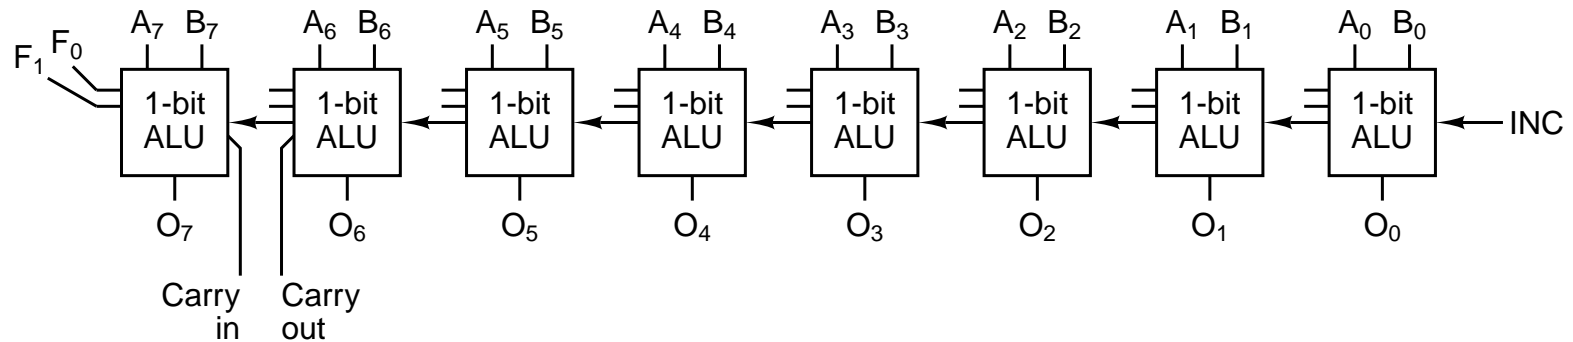 A7 B7 A6 B6 A5 B5 A4 B4 A3 B3 A2 B2 A1 B1 A0 B0
F0
F1
1-bit 1-bit 1-bit 1-bit 1-bit 1-bit 1-bit 1-bit
INC
ALU ALU ALU ALU ALU ALU ALU ALU
O7 O6 O5 O4 O3 O2 O1 O0
Carry in
Carry out